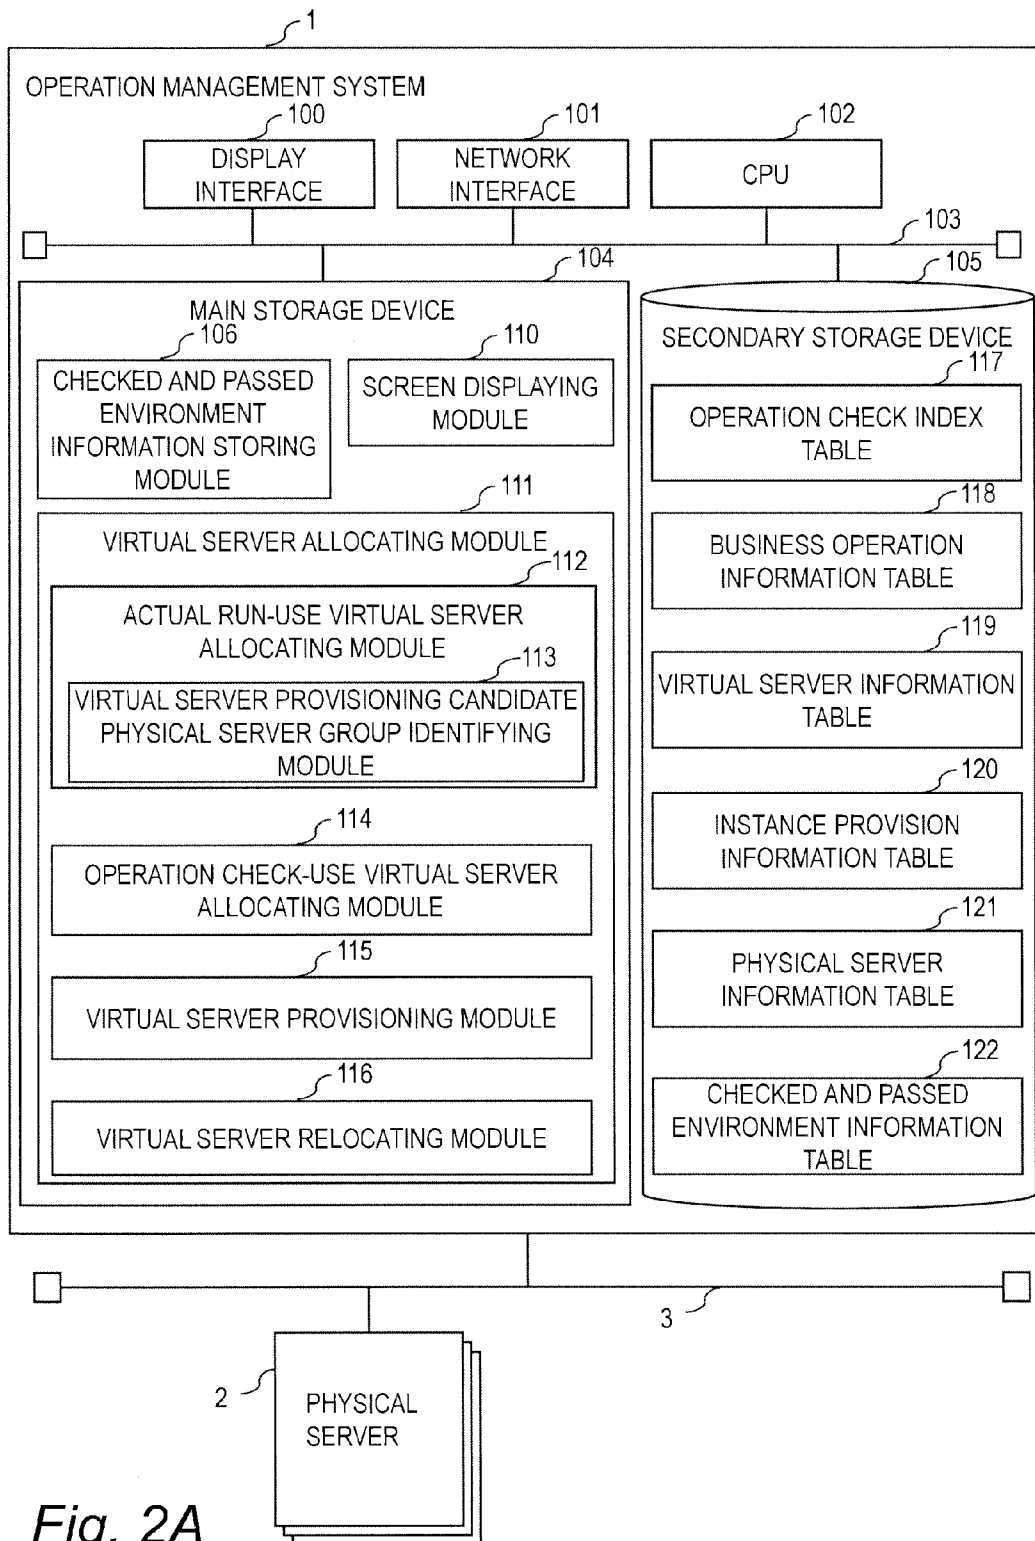 1
OPERATION MANAGEMENT SYSTEM
100
101
102
DISPLAY
INTERFACE
NETWORK
INTERFACE
CPU
103
104
105
MAIN STORAGE DEVICE
106
110
CHECKED AND PASSED
ENVIRONMENT
INFORMATION STORING
MODULE
SCREEN DISPLAYING
MODULE
111
VIRTUAL SERVER ALLOCATING MODULE
112
ACTUAL RUN-USE VIRTUAL SERVER
ALLOCATING MODULE
113
VIRTUAL SERVER PROVISIONING CANDIDATE
PHYSICAL SERVER GROUP IDENTIFYING
MODULE
114
OPERATION CHECK-USE VIRTUAL SERVER
ALLOCATING MODULE
115
VIRTUAL SERVER PROVISIONING MODULE
116
VIRTUAL SERVER RELOCATING MODULE
SECONDARY STORAGE DEVICE
117
OPERATION CHECK INDEX
TABLE
118
BUSINESS OPERATION
INFORMATION TABLE
119
VIRTUAL SERVER INFORMATION
TABLE
120
INSTANCE PROVISION
INFORMATION TABLE
121
PHYSICAL SERVER
INFORMATION TABLE
122
CHECKED AND PASSED
ENVIRONMENT INFORMATION
TABLE
3
2
PHYSICAL
SERVER
Fig. 2A